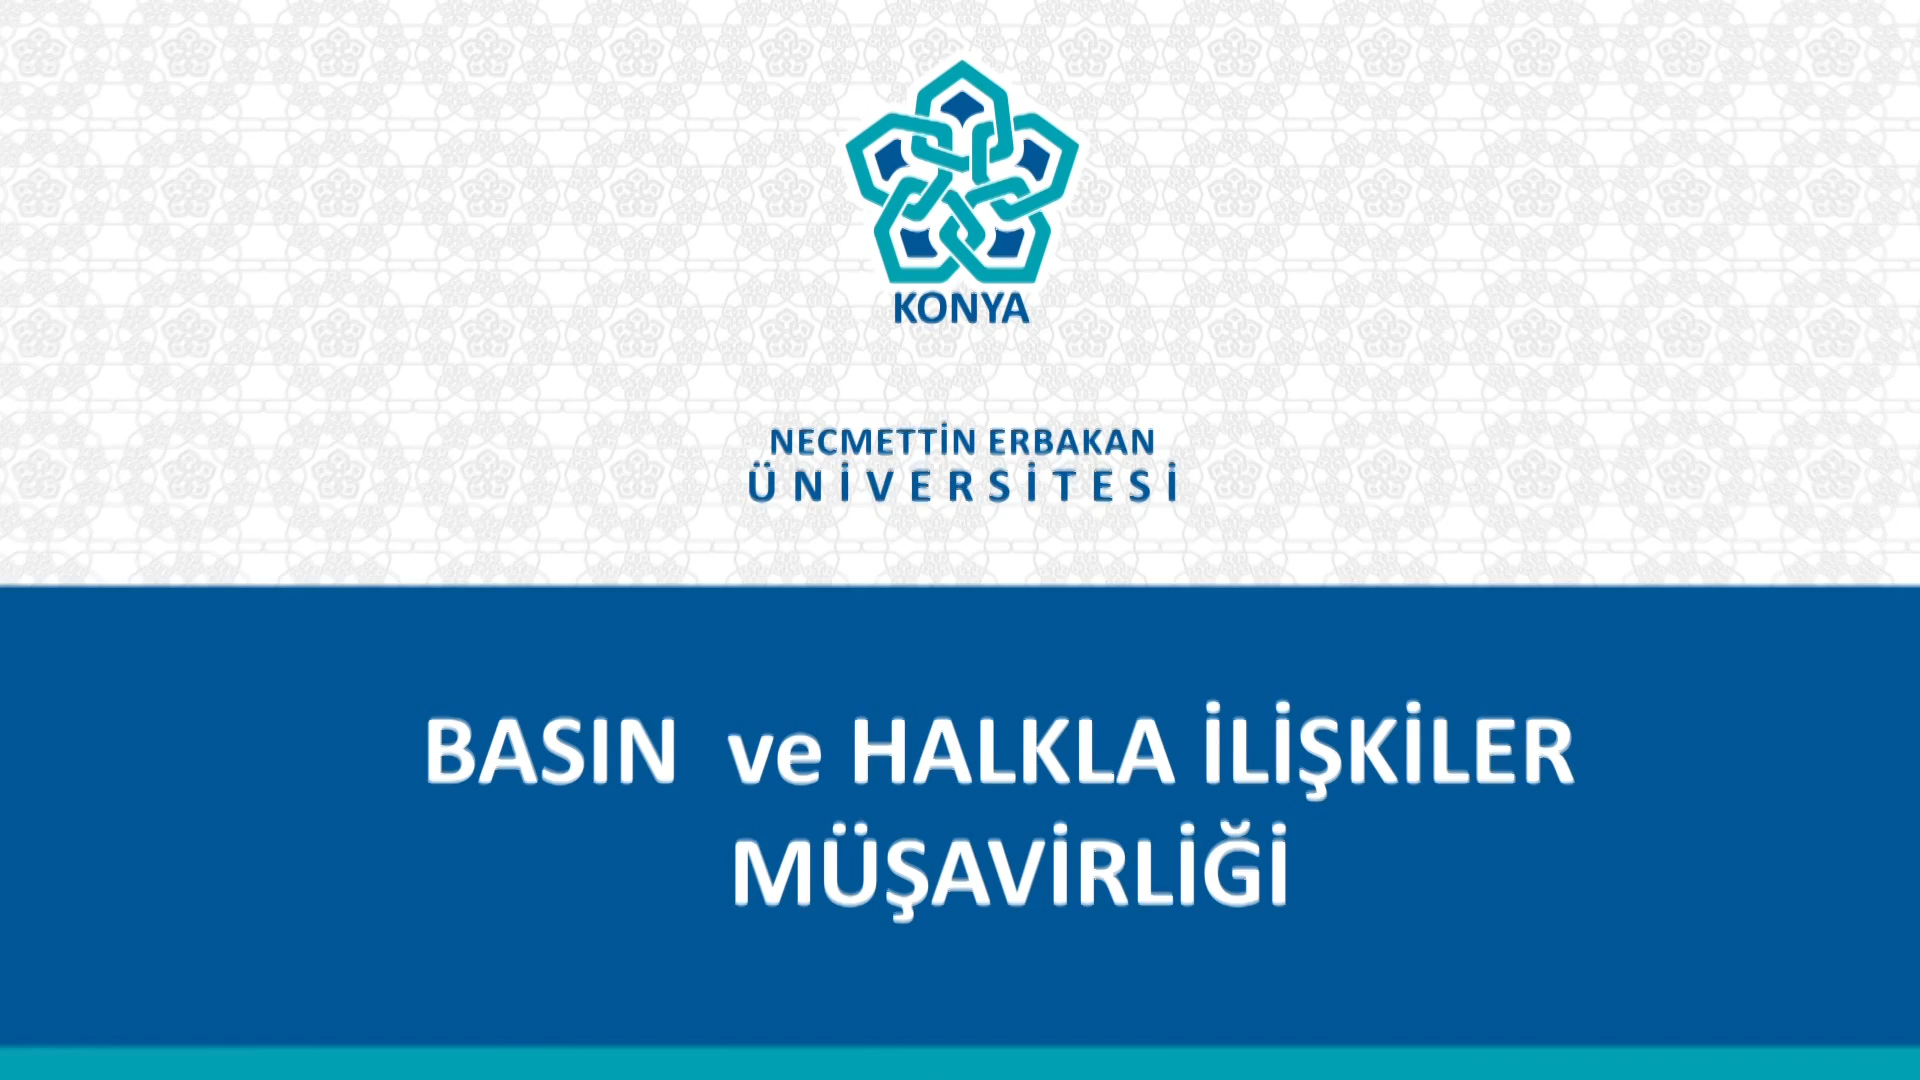 KONYA
NECMETTİN ERBAKAN
ÜNİVERSİTESİ
BASIN ve HALKLA İLİŞKİLER
MÜŞAVİRLİĞİ